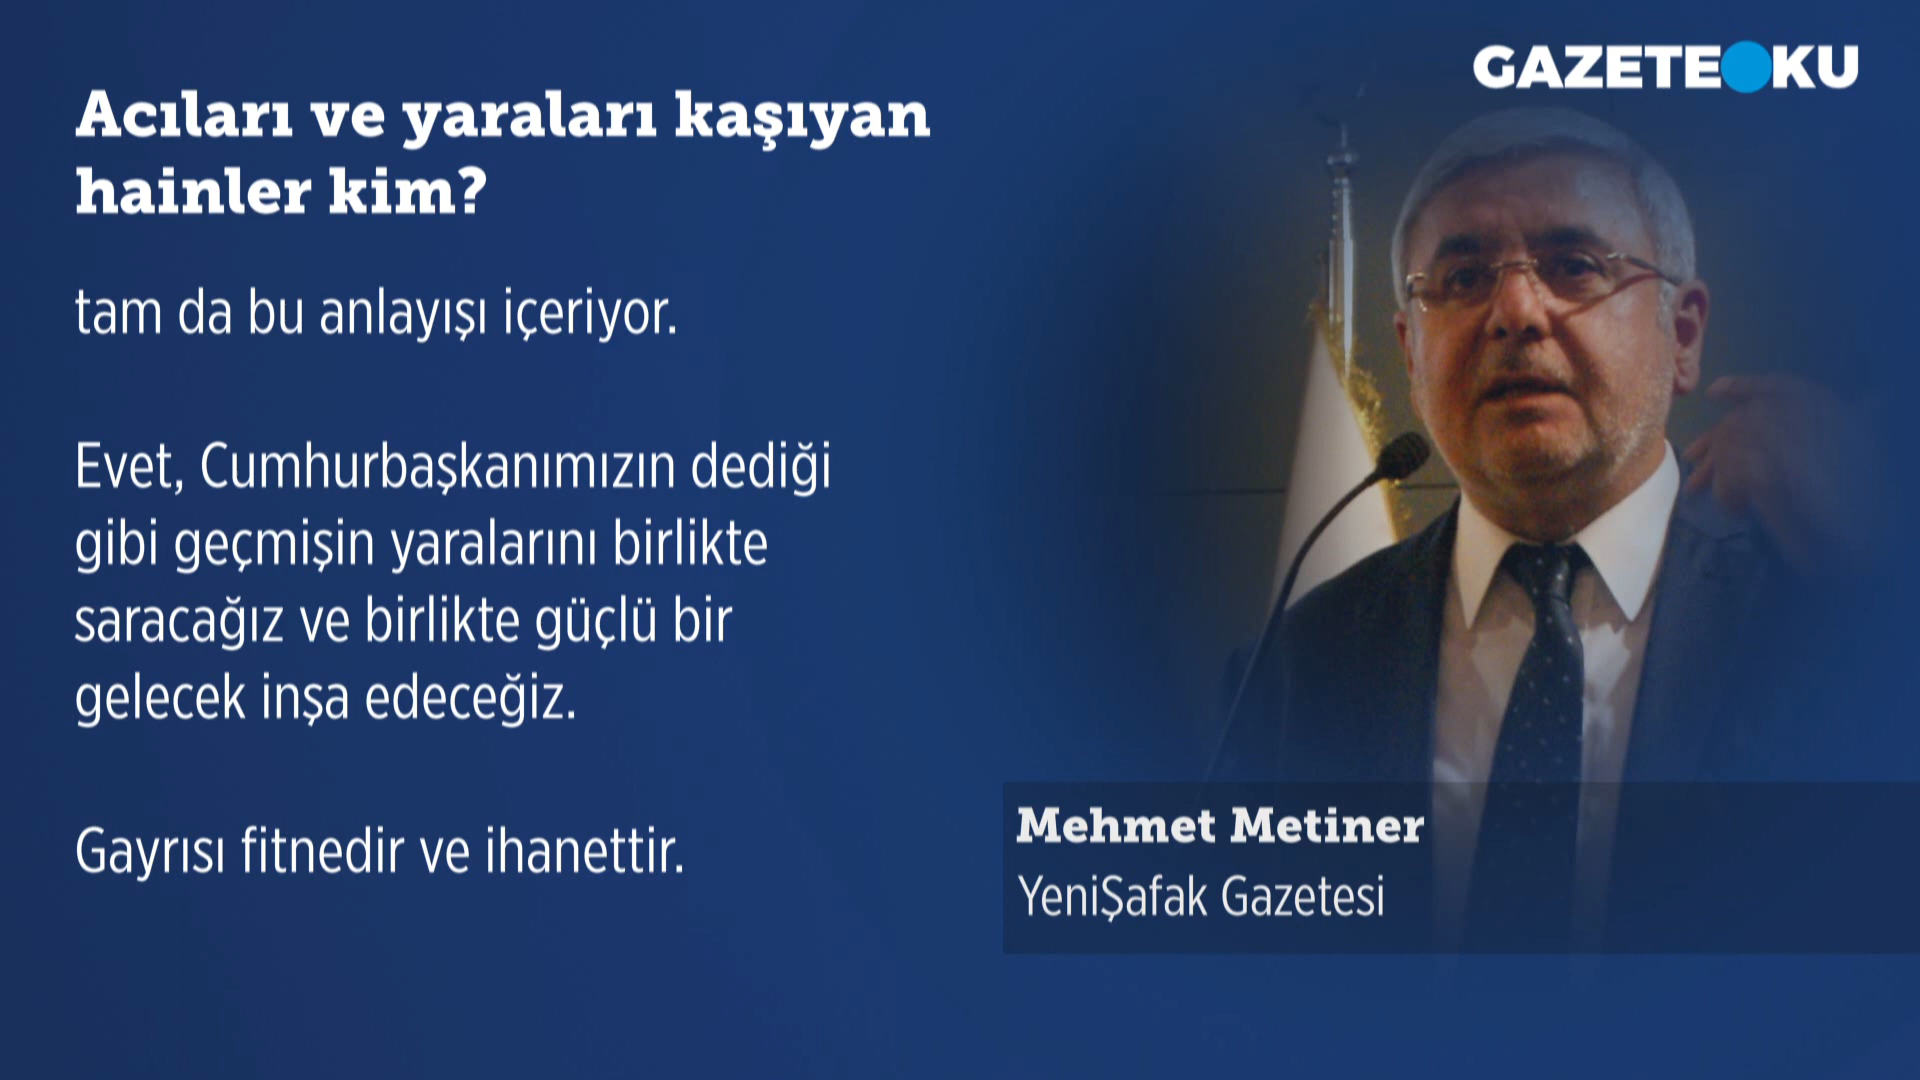 GAZETE KU
Acıları ve yaraları kaşıyan
hainler kim?
tam da bu anlayışı içeriyor.
Evet, Cumhurbaşkanımızın dediği
gibi geçmişin yaralarını birlikte
saracağız ve birlikte güçlü bir
gelecek inşa edeceğiz.
Gayrısı fitnedir ve ihanettir.
Mehmet Metiner
YeniŞafak Gazetesi